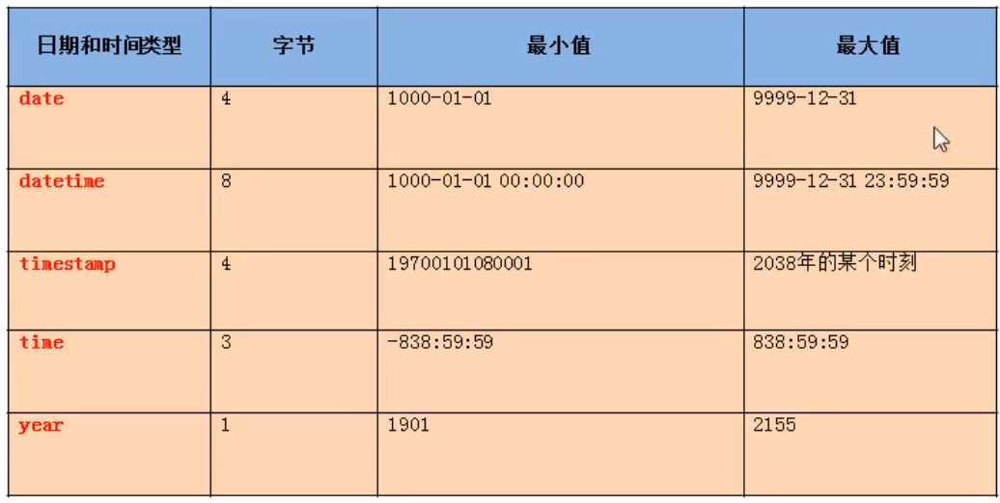 日期和时间类型 字节 最小值 最大值
date 4 1000-01-01 9999-12-31
datetime 8 1000-01-01 00:00:00 9999-12-31 23:59:59
timestamp 4 19700101080001 2038年的某个时刻
time 3 -838:59:59 838:59:59
year 1 1901 2155